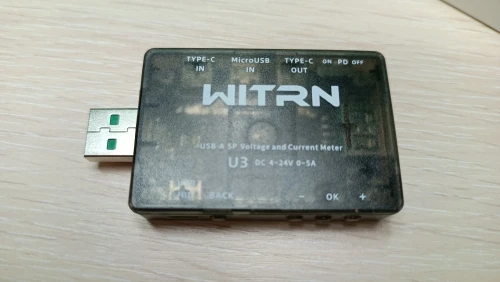 TYPE-C MicroUSB TYPE-C ON PD OFF
IN IN OUT
WITRN
USB-A 5P Voltage and Current Meter
U3 DC 4-24V 0-5A
BACK - OK +